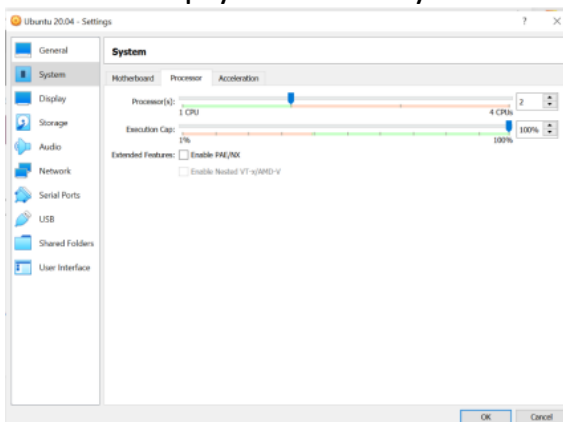 Ubuntu 20.04 - Settings
? ×
General
System
Display
Storage
Audio
Network
Serial Ports
USB
Shared Folders
User Interface
System
Motherboard Processor Acceleration
Processor(s): 2
1 CPU 4 CPUs
Execution Cap: 100%
1% 100%
Extended Features: Enable PAE/NX
Enable Nested VT-x/AMD-V
OK Cancel